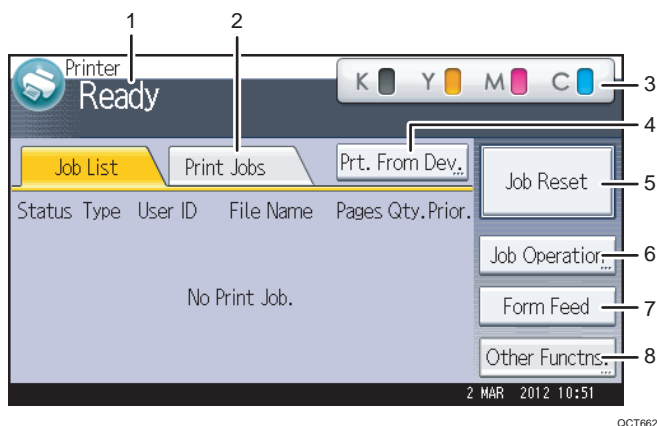 1 2
Printer
Ready
K Y M C
3
4
Job List Print Jobs Prt. From Dev.
Job Reset
5
Status Type User ID File Name Pages Qty. Prior.
Job Operation
6
No Print Job.
Form Feed
7
Other Functns.
8
2 MAR 2012 10:51
QCT662